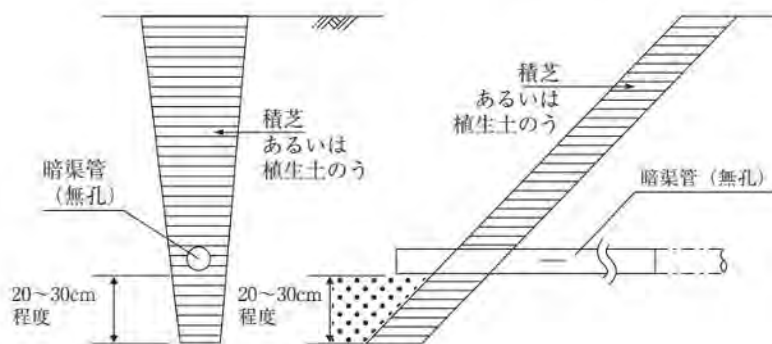 積芝
あるいは
植生土のう
暗渠管
（無孔）
20～30cm
程度
積芝
あるいは
植生土のう
暗渠管（無孔）
20～30cm
程度